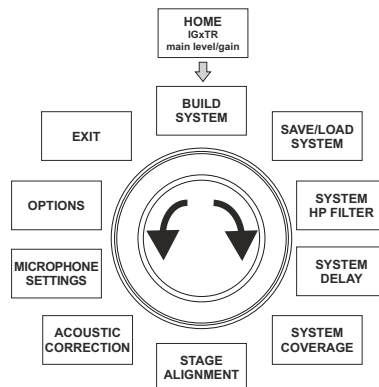 HOME
IGxTR
main level/gain
BUILD
SYSTEM
SAVE/LOAD
SYSTEM
SYSTEM
HP FILTER
SYSTEM
DELAY
SYSTEM
COVERAGE
STAGE
ALIGNMENT
ACOUSTIC
CORRECTION
MICROPHONE
SETTINGS
OPTIONS
EXIT